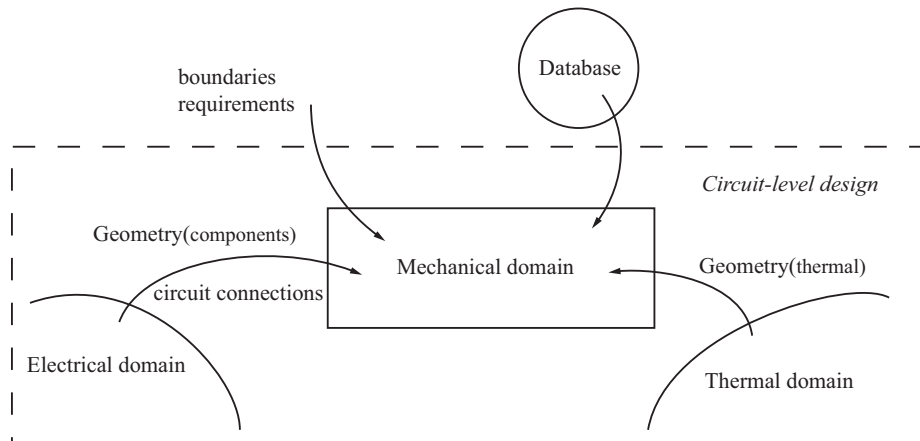 Database
boundaries
requirements
Circuit-level design
Geometry(components)
Mechanical domain
Geometry(thermal)
circuit connections
Electrical domain
Thermal domain